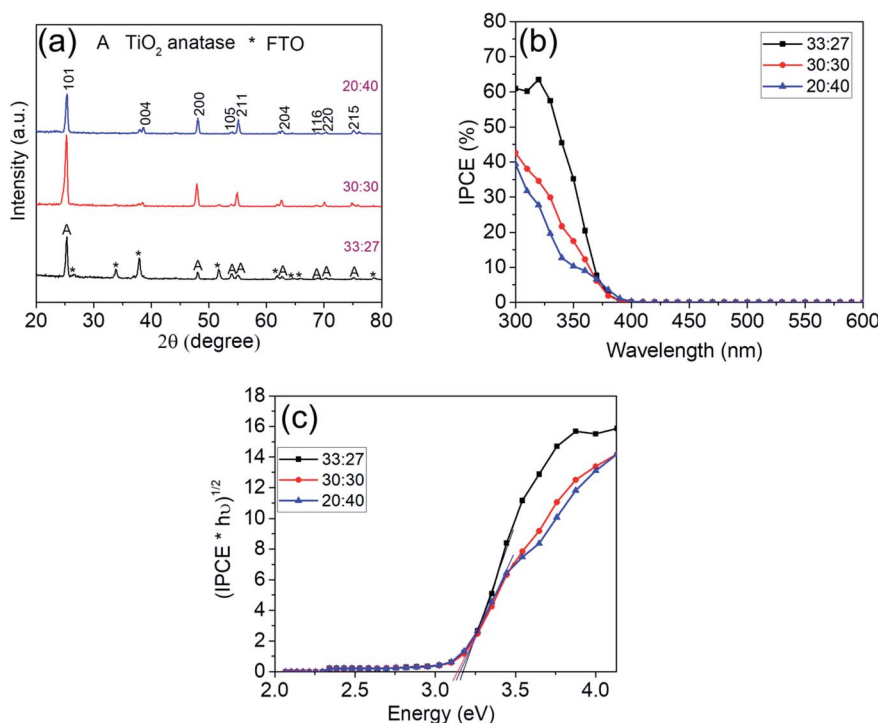 (a) A TiO₂ anatase * FTO
20:40
101
004
200
105
211
204
116
220
215
30:30
33:27
A * * * A * A A * A * * A A A *
Intensity (a.u.)
20 30 40 50 60 70 80
2θ (degree)
(b)
33:27
30:30
20:40
IPCE (%)
80
70
60
50
40
30
20
10
0
300 350 400 450 500 550 600
Wavelength (nm)
(c)
33:27
30:30
20:40
(IPCE * hυ)^1/2
18
16
14
12
10
8
6
4
2
0
2.0 2.5 3.0 3.5 4.0
Energy (eV)